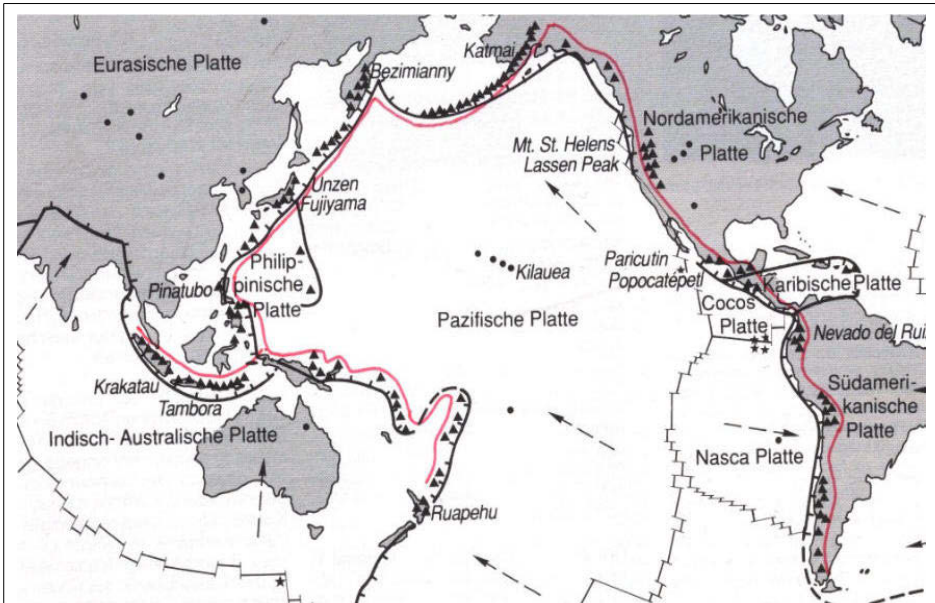 Eurasische Platte
Katmai
Bezimianny
Nordamerikanische
Platte
Mt. St. Helens
Lassen Peak
Unzen
Fujiyama
Philip-
pinische
Platte
Pinatubo
Kilauea
Paricutin
Popocatepetl
Karibische Platte
Cocos
Platte
Pazifische Platte
Nevado del Ruiz
Krakatau
Tambora
Südameri-
kanische
Platte
Indisch- Australische Platte
Nasca Platte
Ruapehu